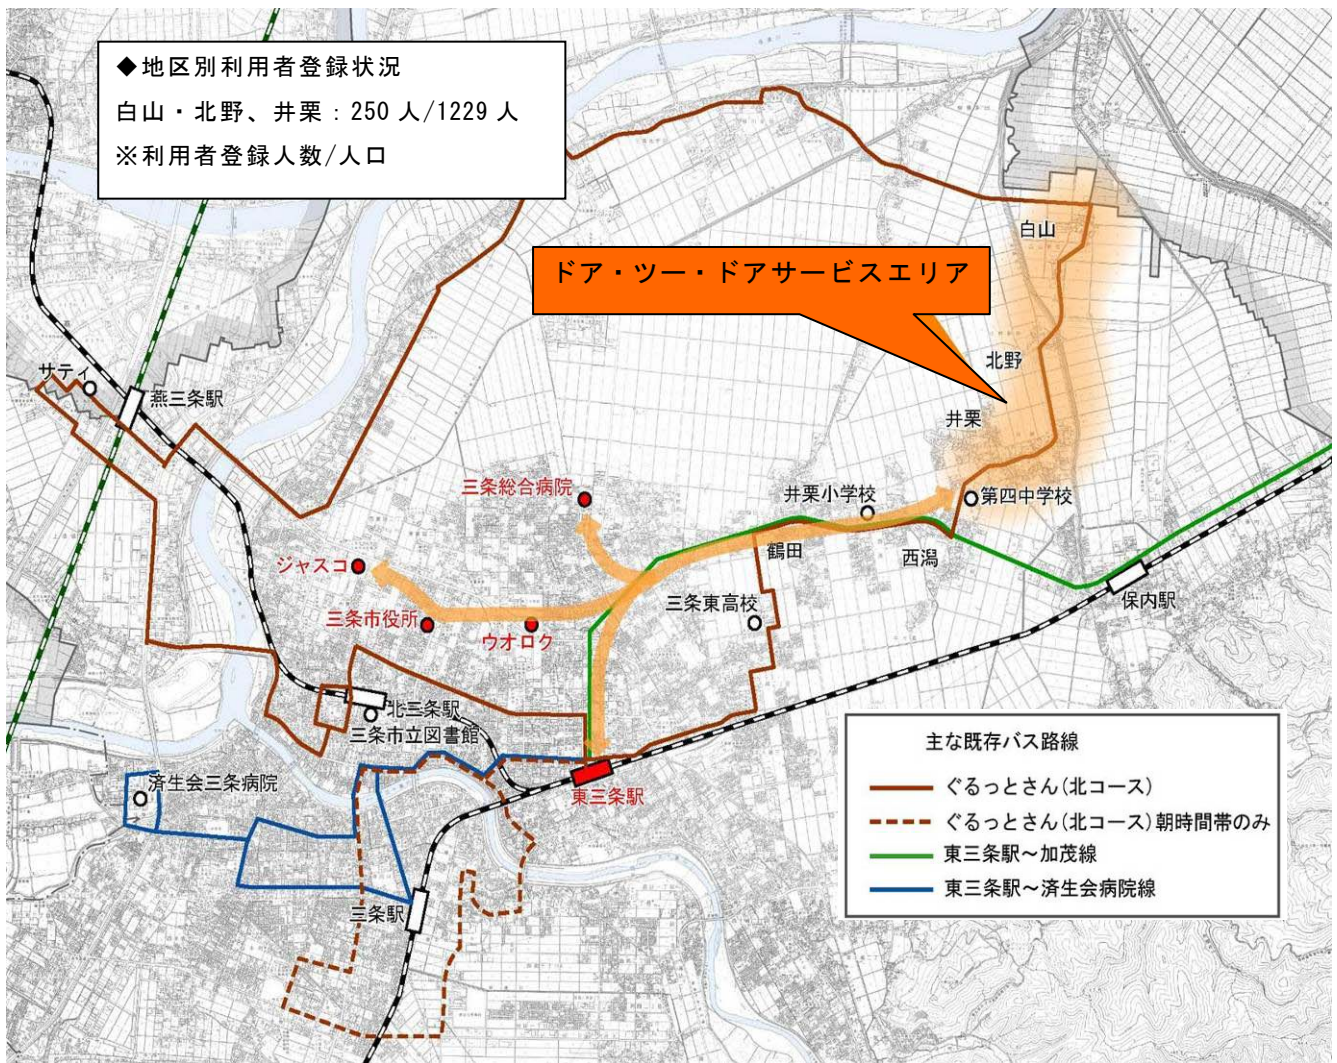 ◆地区別利用者登録状況
白山・北野、井栗：250 人/1229 人
※利用者登録人数/人口
白山
ドア・ツー・ドアサービスエリア
北野
サティ
燕三条駅
井栗
三条総合病院
井栗小学校
第四中学校
鶴田
西潟
ジャスコ
保内駅
三条東高校
三条市役所
ウオロク
北三条駅
三条市立図書館
主な既存バス路線
済生会三条病院
東三条駅
ぐるっとさん(北コース)
ぐるっとさん(北コース)朝時間帯のみ
東三条駅～加茂線
東三条駅～済生会病院線
三条駅